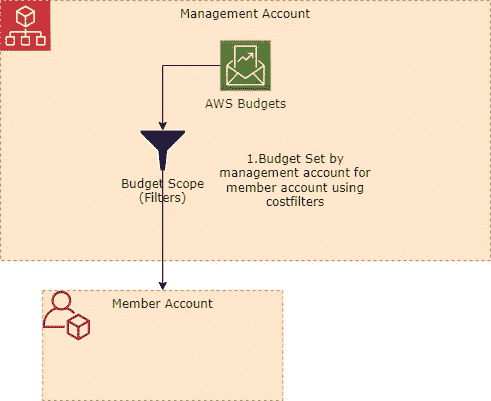 Management Account
AWS Budgets
Budget Scope
(Filters)
1.Budget Set by
management account for
member account using
costfilters
Member Account